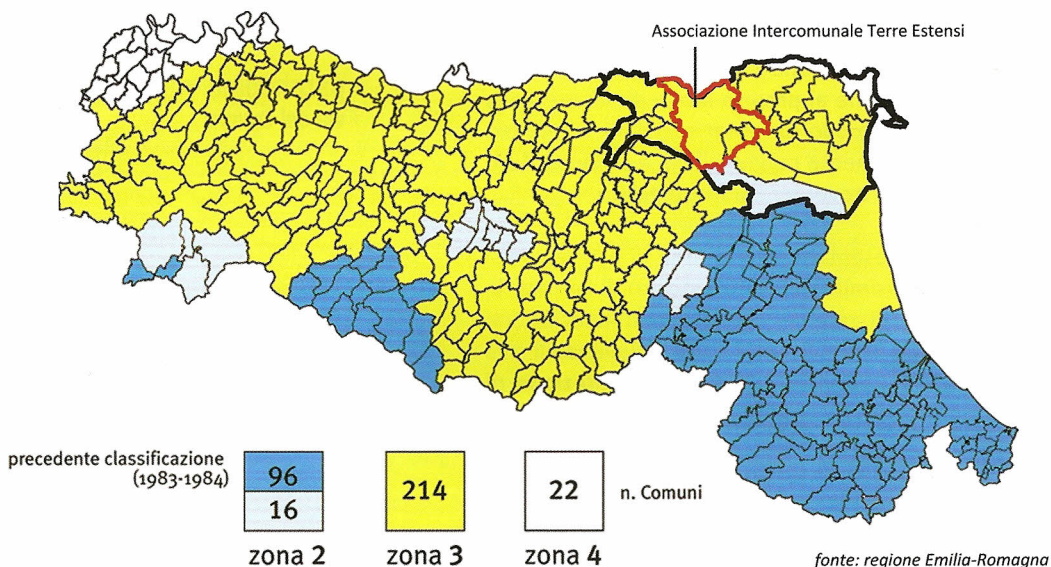 Associazione Intercomunale Terre Estensi
precedente classificazione
(1983-1984)
96
16
214
22
n. Comuni
zona 2
zona 3
zona 4
fonte: regione Emilia-Romagna